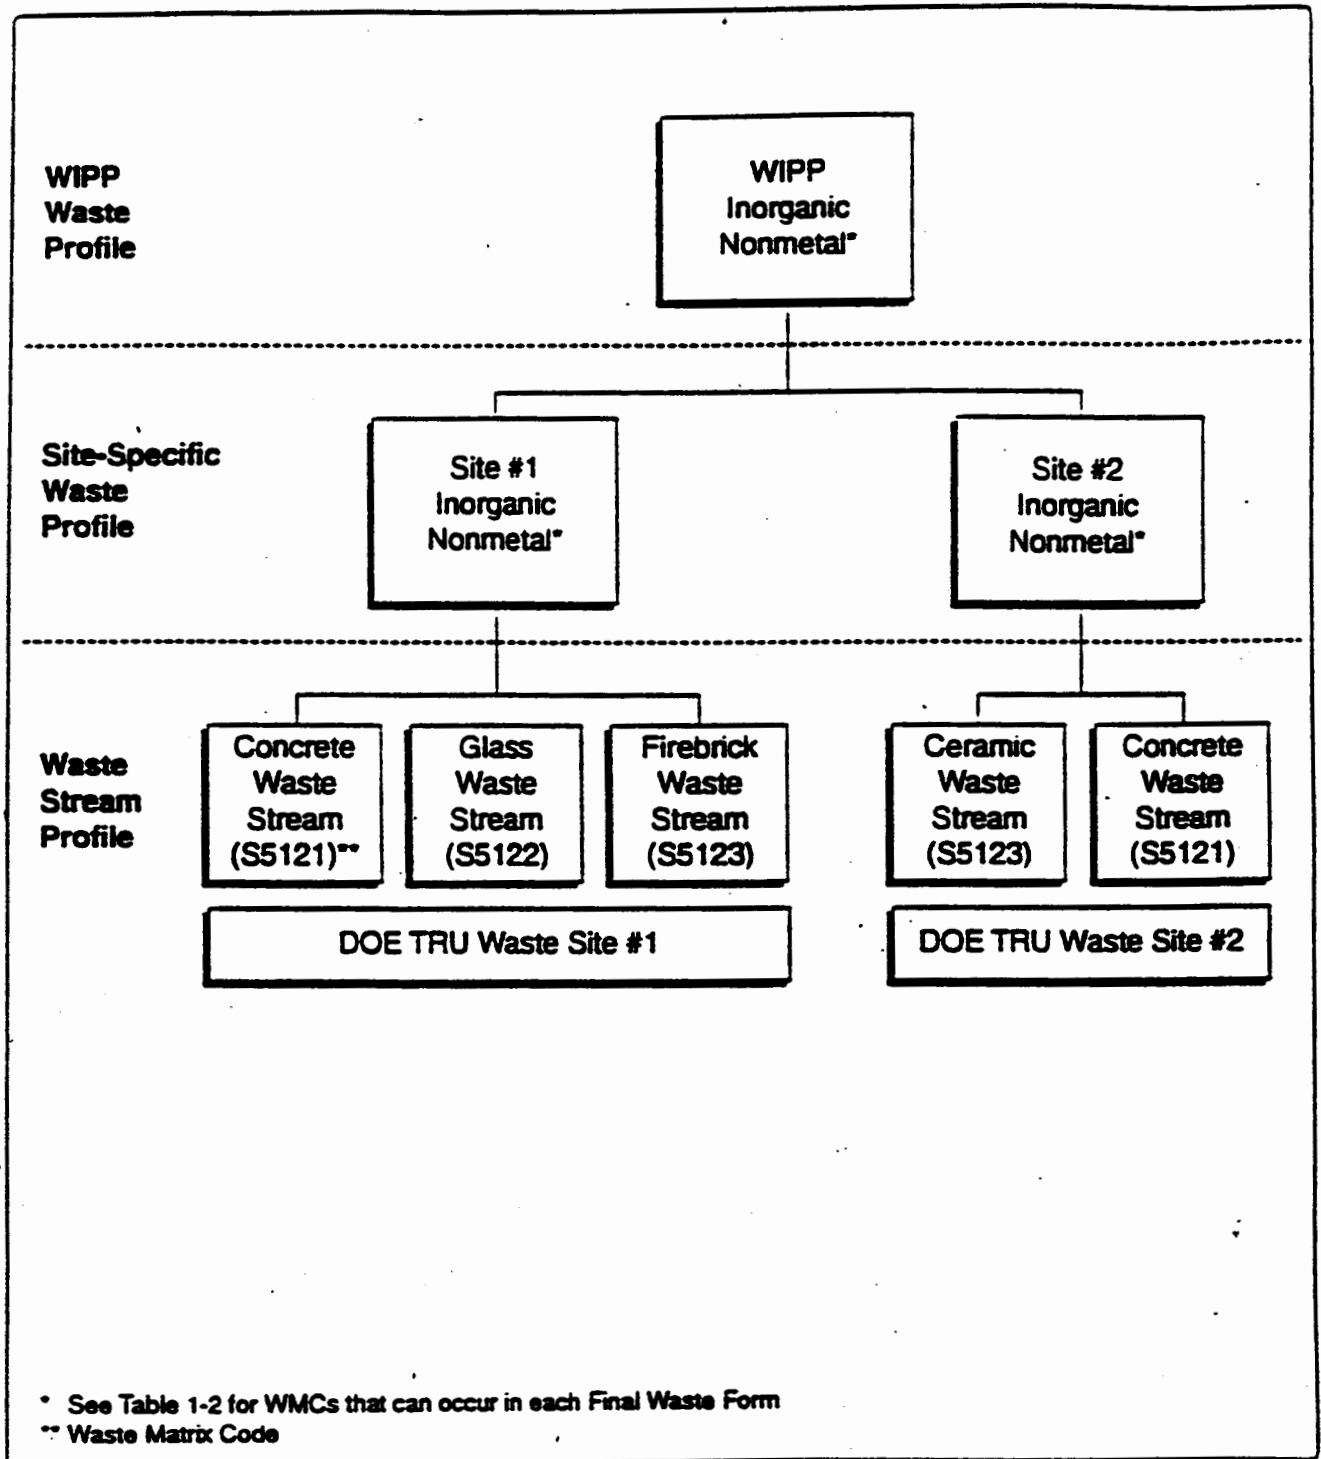 WIPP
Waste
Profile
WIPP
Inorganic
Nonmetal*
Site-Specific
Waste
Profile
Site #1
Inorganic
Nonmetal*
Site #2
Inorganic
Nonmetal*
Waste
Stream
Profile
Concrete
Waste
Stream
(S5121)**
Glass
Waste
Stream
(S5122)
Firebrick
Waste
Stream
(S5123)
Ceramic
Waste
Stream
(S5123)
Concrete
Waste
Stream
(S5121)
DOE TRU Waste Site #1
DOE TRU Waste Site #2
* See Table 1-2 for WMCs that can occur in each Final Waste Form
** Waste Matrix Code